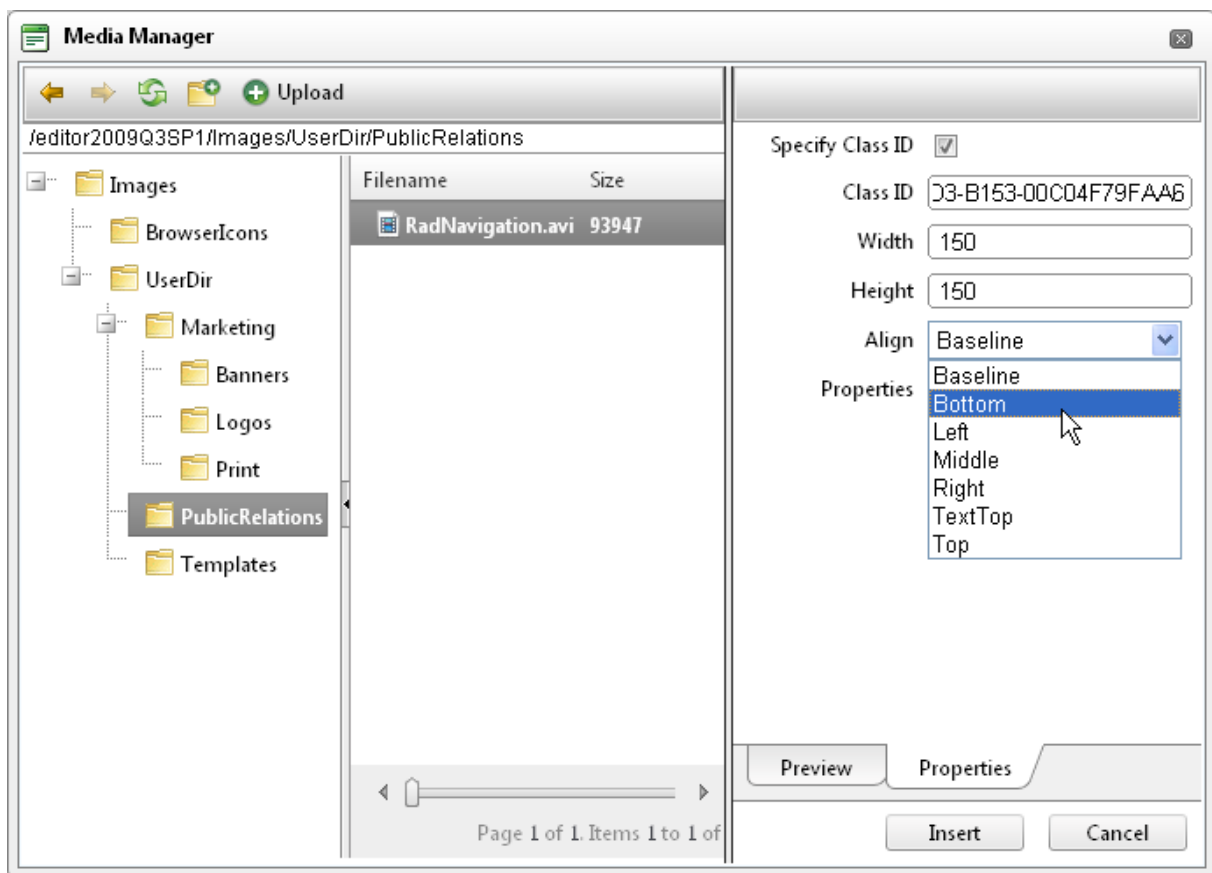 Media Manager
Upload
/editor2009Q3SP1/Images/UserDir/PublicRelations
Images
BrowserIcons
UserDir
Marketing
Banners
Logos
Print
PublicRelations
Templates
Filename Size
RadNavigation.avi 93947
Page 1 of 1. Items 1 to 1 of
Specify Class ID
Class ID D3-B153-00C04F79FAA6
Width 150
Height 150
Align Baseline
Properties
Baseline
Bottom
Left
Middle
Right
TextTop
Top
Preview Properties
Insert Cancel